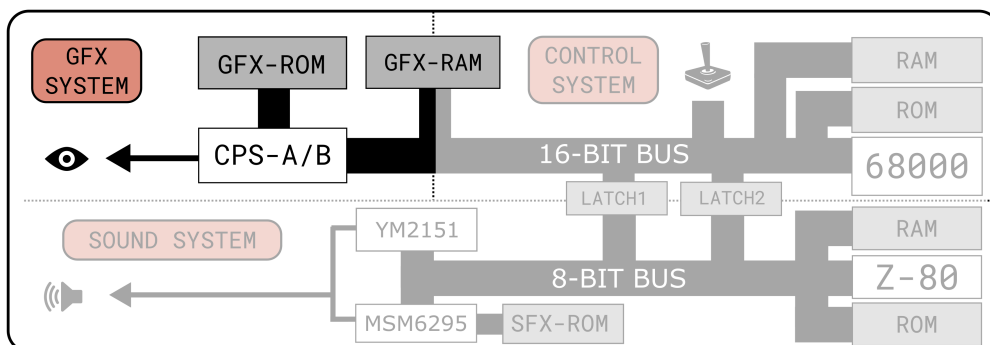 GFX
SYSTEM
GFX-ROM
GFX-RAM
CONTROL
SYSTEM
RAM
ROM
CPS-A/B
16-BIT BUS
68000
LATCH1
LATCH2
SOUND SYSTEM
YM2151
RAM
8-BIT BUS
Z-80
MSM6295
SFX-ROM
ROM